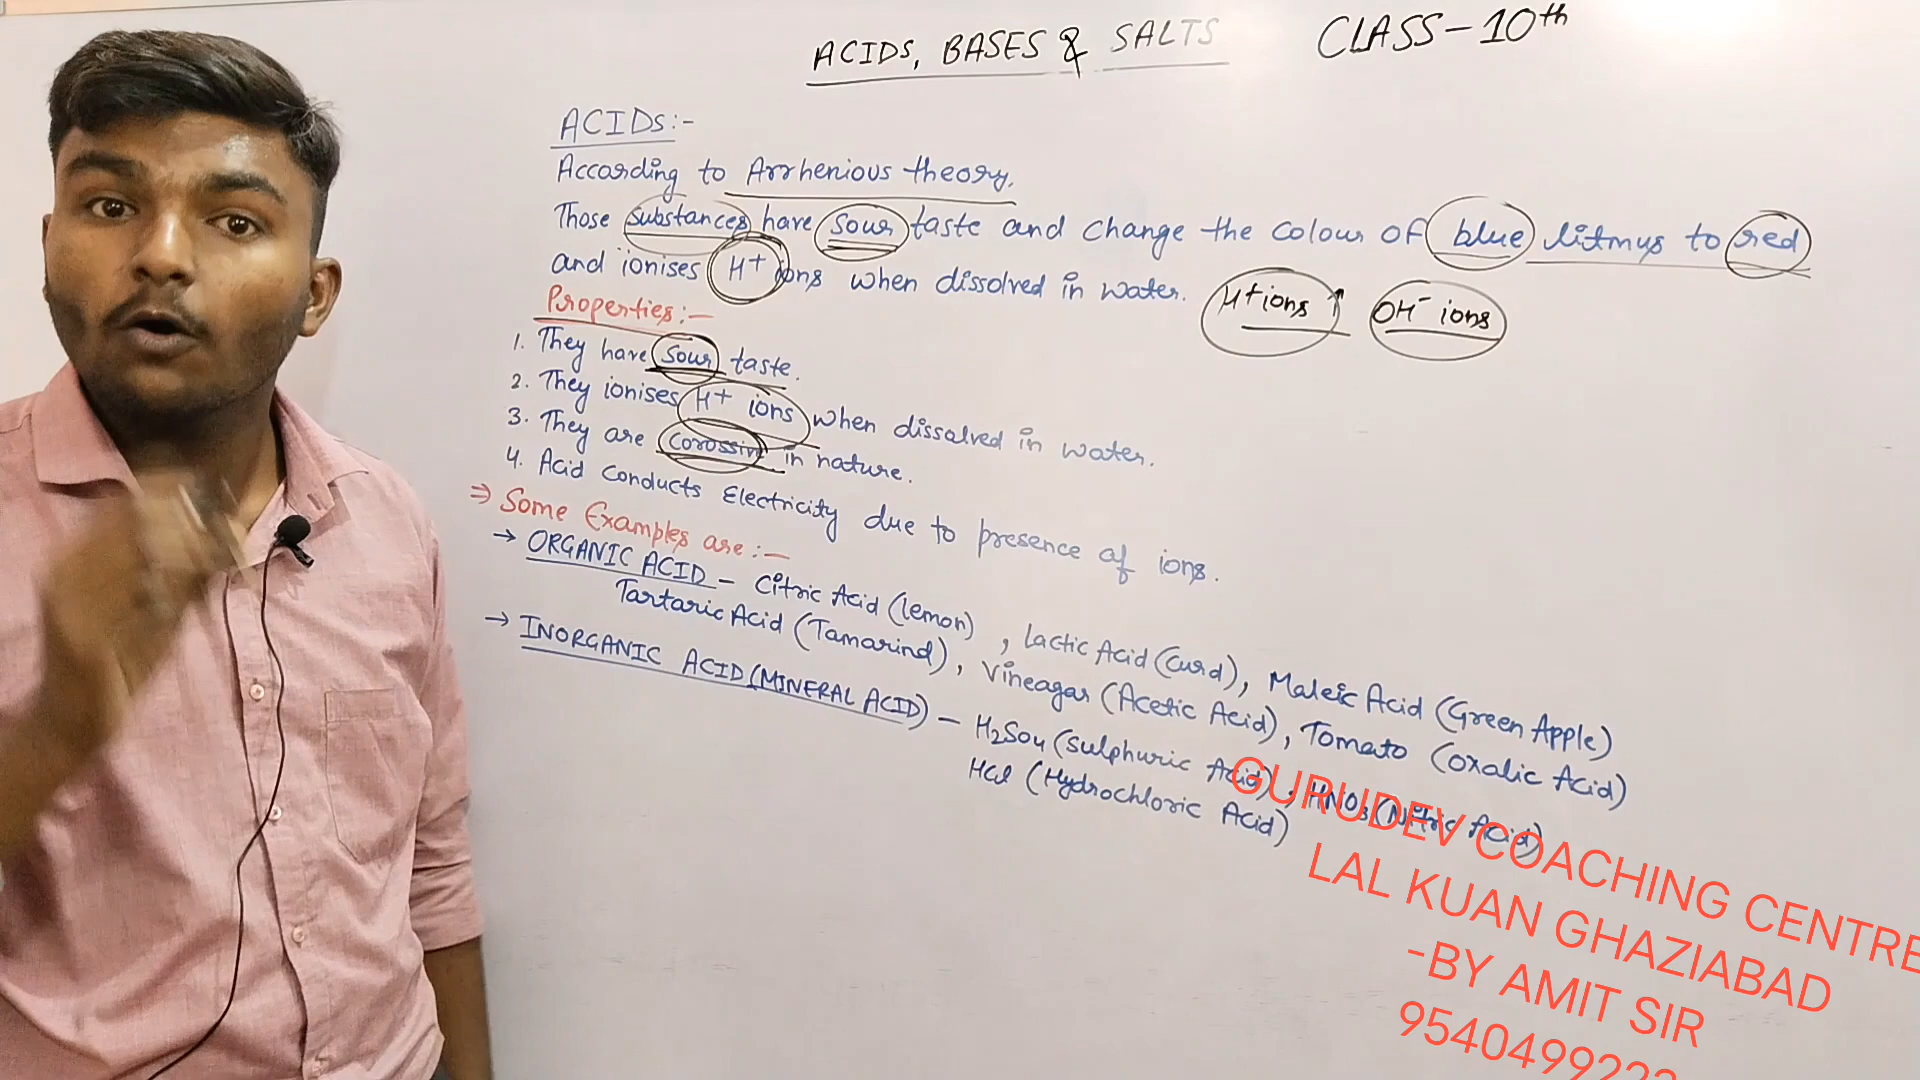 ACIDS, BASES & SALTS CLASS-10th
ACIDs:-
According to Arrhenious theory.
Those substances have sour taste and change the colour of blue litmus to red
and ionises H+ ions when dissolved in water. H+ ions ↑ OH- ions
Properties:-
1. They have sour taste.
2. They ionises H+ ions when dissolved in water.
3. They are corossive in nature.
4. Acid conducts Electricity due to presence of ions.
⇒ Some Examples are:-
→ ORGANIC ACID - Citric Acid (lemon), Lactic Acid (Curd), Maleic Acid (Green Apple)
Tartaric Acid (Tamarind), Vineagar (Acetic Acid), Tomato (Oxalic Acid)
→ INORGANIC ACID (MINERAL ACID) - H2SO4 (Sulphuric Acid), HNO3 (Nitric Acid)
HCl (Hydrochloric Acid)
GURUDEV COACHING CENTRE
LAL KUAN GHAZIABAD
-BY AMIT SIR